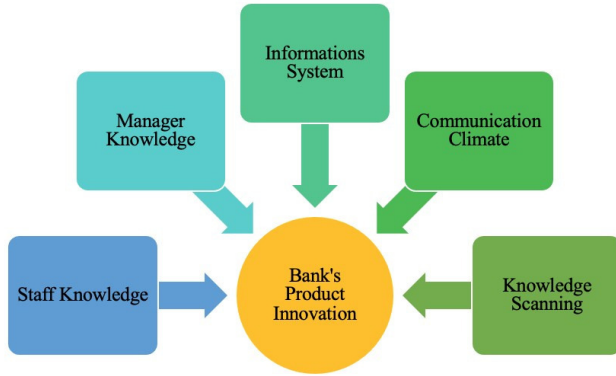 Informations
System
Manager
Knowledge
Communication
Climate
Staff Knowledge
Bank's
Product
Innovation
Knowledge
Scanning